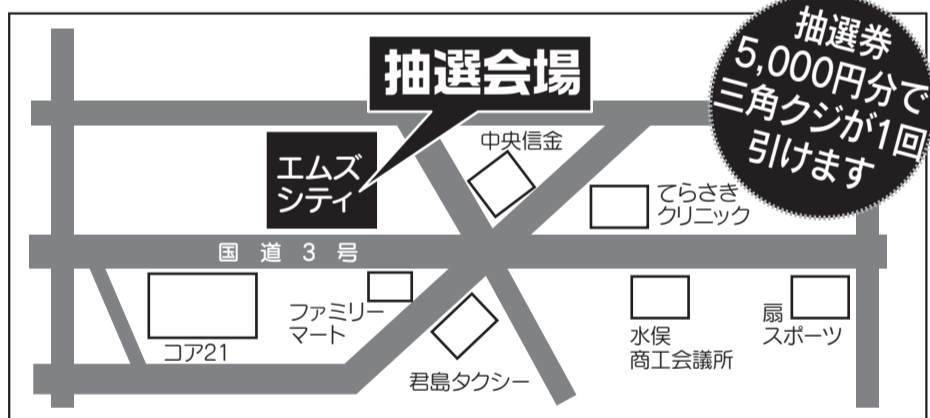 抽選会場
抽選券
5,000円分で
三角クジが1回
引けます
中央信金
エムズ
シティ
てらさき
クリニック
国道3号
ファミリー
マート
コア21
君島タクシー
水俣
商工会議所
扇
スポーツ